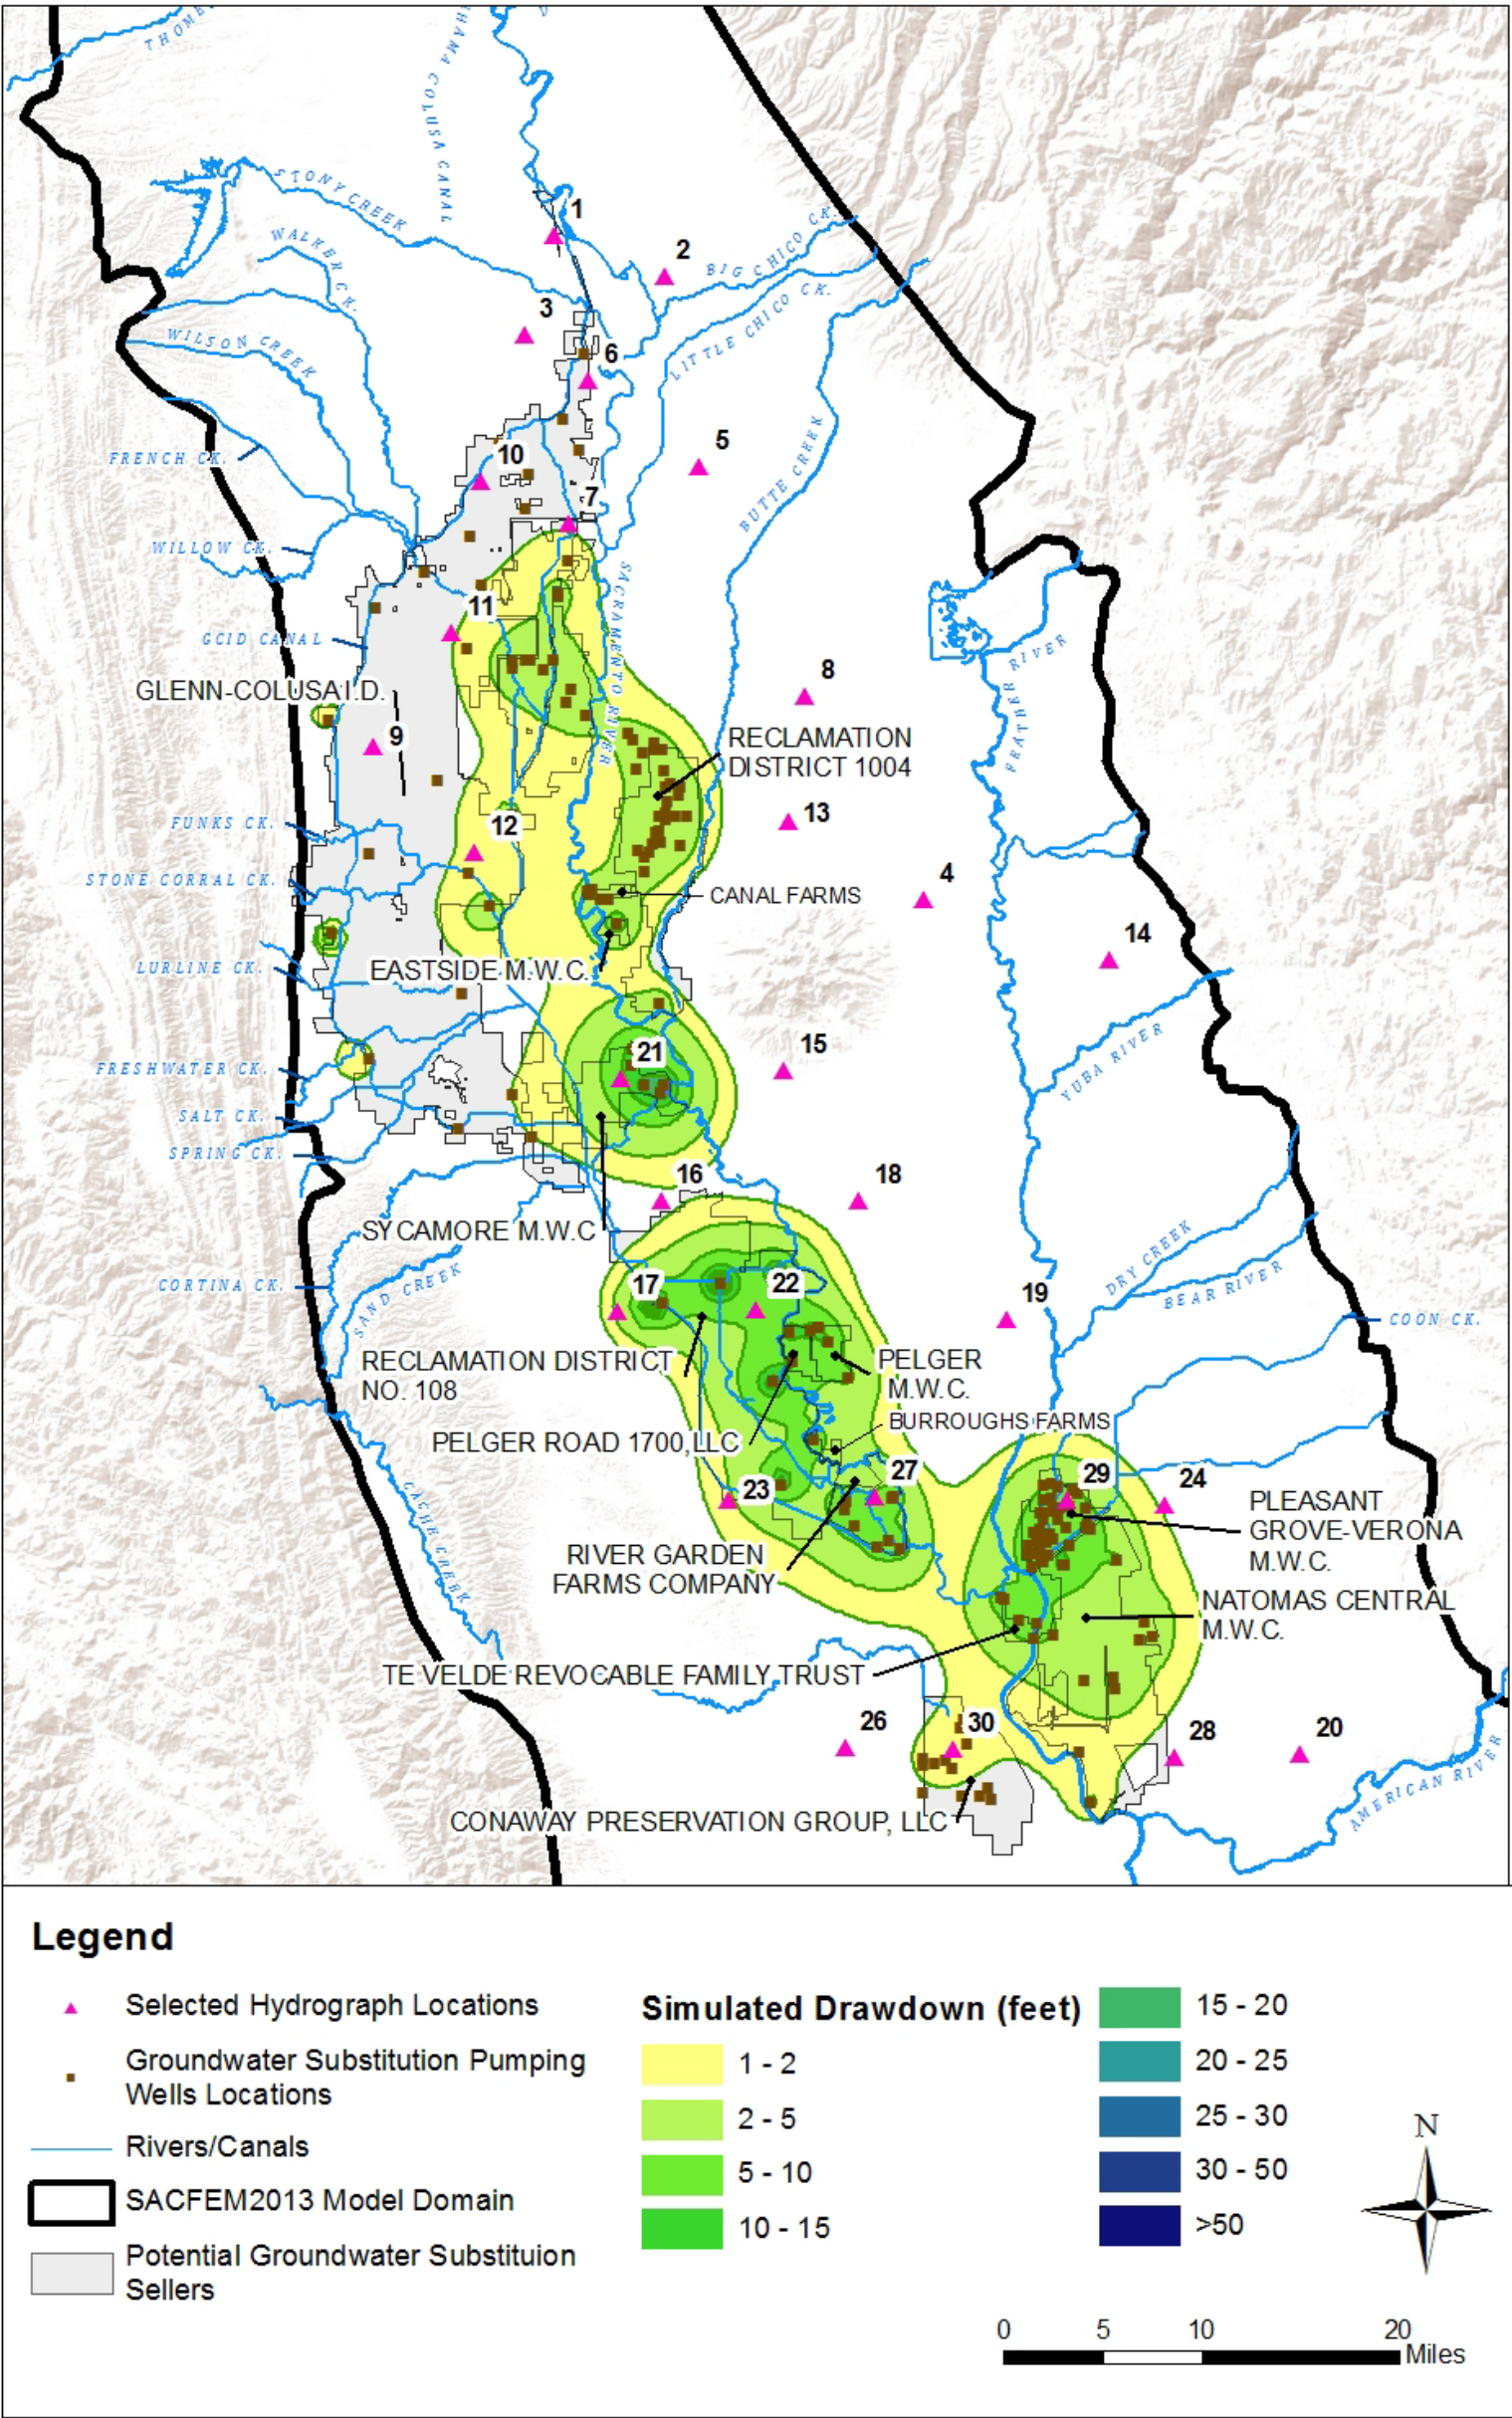 THOME
HAMA COLUSA CANAL
D
STONY CREEK
1
WALKER CK.
2
BIG CHICO CK.
LITTLE CHICO CK.
3
WILSON CREEK
6
5
10
FRENCH CK.
BUTTE CREEK
7
WILLOW CK.
SACRAMENTO RIVER
11
GCID CANAL
FEATHER RIVER
GLENN-COLUSA I.D.
8
9
RECLAMATION
DISTRICT 1004
13
FUNKS CK.
12
4
STONE CORRAL CK.
CANAL FARMS
14
LURLINE CK.
EASTSIDE M.W.C.
21
15
FRESHWATER CK.
YUBA RIVER
SALT CK.
SPRING CK.
16
18
SYCAMORE M.W.C
DRY CREEK
CORTINA CK.
SAND CREEK
17
22
19
BEAR RIVER
COON CK.
RECLAMATION DISTRICT
NO. 108
PELGER
M.W.C.
BURROUGHS FARMS
PELGER ROAD 1700, LLC
CACHE CREEK
23
27
29
24
PLEASANT
GROVE-VERONA
M.W.C.
RIVER GARDEN
FARMS COMPANY
NATOMAS CENTRAL
M.W.C.
TE VELDE REVOCABLE FAMILY TRUST
26
30
28
20
AMERICAN RIVER
CONAWAY PRESERVATION GROUP, LLC
Legend
Selected Hydrograph Locations
Groundwater Substitution Pumping
Wells Locations
Rivers/Canals
SACFEM2013 Model Domain
Potential Groundwater Substituion
Sellers
Simulated Drawdown (feet)
1 - 2
2 - 5
5 - 10
10 - 15
15 - 20
20 - 25
25 - 30
30 - 50
>50
N
0 5 10 20
Miles